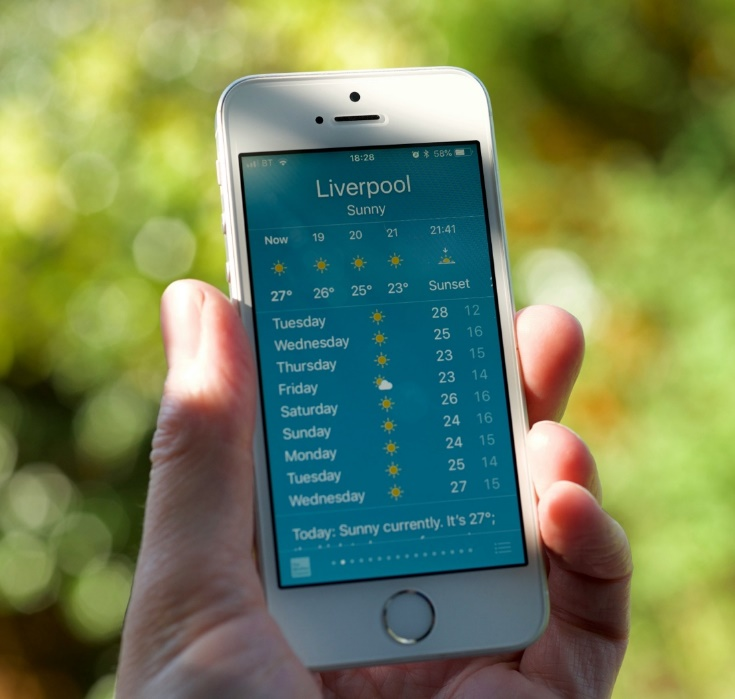 BT 18:28 58%
Liverpool
Sunny
Now 19 20 21 21:41
27° 26° 25° 23° Sunset
Tuesday 28 12
Wednesday 25 16
Thursday 23 15
Friday 23 14
Saturday 26 16
Sunday 24 16
Monday 24 15
Tuesday 25 14
Wednesday 27 15
Today: Sunny currently. It's 27°;